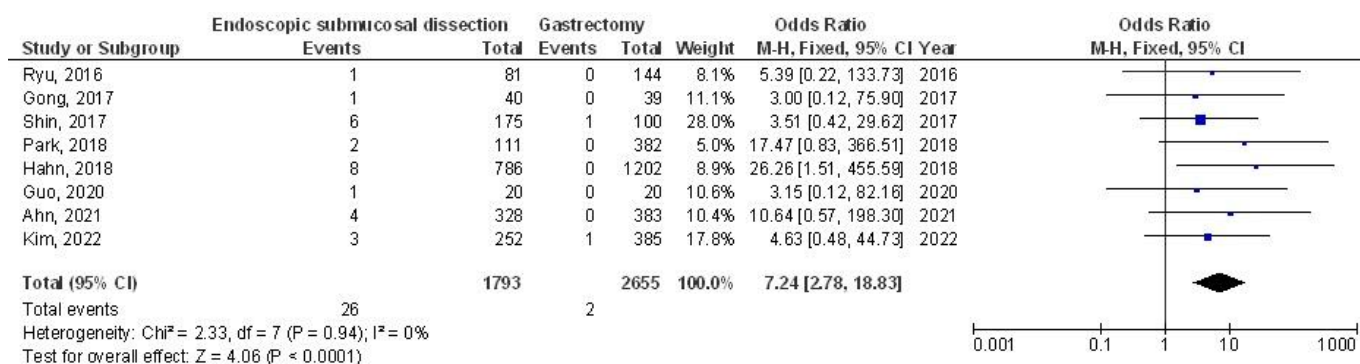 Endoscopic submucosal dissection Gastrectomy Odds Ratio Odds Ratio
Study or Subgroup Events Total Events Total Weight M-H, Fixed, 95% CI Year M-H, Fixed, 95% CI
Ryu, 2016 1 81 0 144 8.1% 5.39 [0.22, 133.73] 2016
Gong, 2017 1 40 0 39 11.1% 3.00 [0.12, 75.90] 2017
Shin, 2017 6 175 1 100 28.0% 3.51 [0.42, 29.62] 2017
Park, 2018 2 111 0 382 5.0% 17.47 [0.83, 366.51] 2018
Hahn, 2018 8 786 0 1202 8.9% 26.26 [1.51, 455.59] 2018
Guo, 2020 1 20 0 20 10.6% 3.15 [0.12, 82.16] 2020
Ahn, 2021 4 328 0 383 10.4% 10.64 [0.57, 198.30] 2021
Kim, 2022 3 252 1 385 17.8% 4.63 [0.48, 44.73] 2022
Total (95% CI) 1793 2655 100.0% 7.24 [2.78, 18.83]
Total events 26 2
Heterogeneity: Chi² = 2.33, df = 7 (P = 0.94); I² = 0%
Test for overall effect: Z = 4.06 (P < 0.0001)
0.001 0.1 1 10 1000